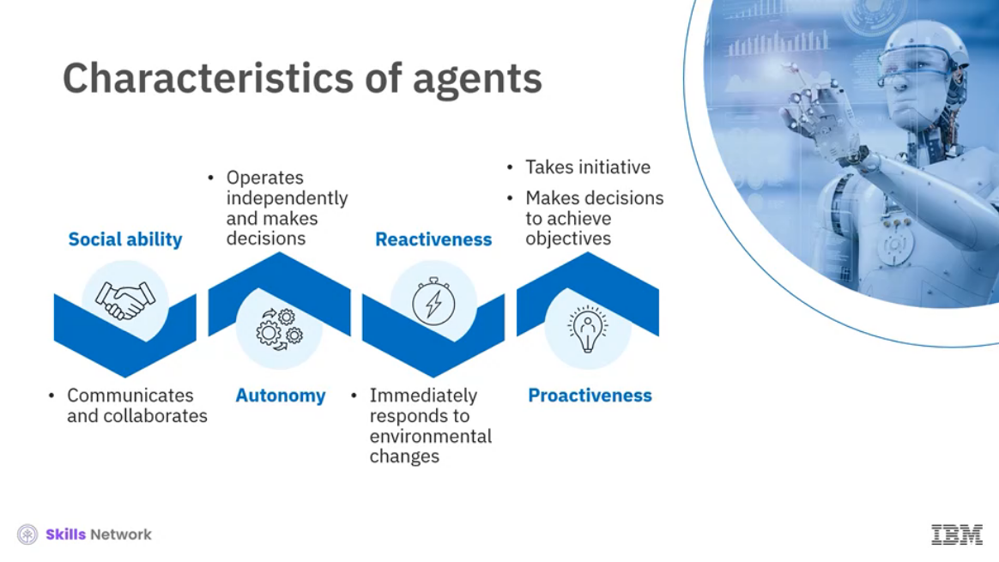 Characteristics of agents
Social ability
• Communicates
and collaborates
• Operates
independently
and makes
decisions
Autonomy
Reactiveness
• Immediately
responds to
environmental
changes
• Takes initiative
• Makes decisions
to achieve
objectives
Proactiveness
Skills Network
IBM